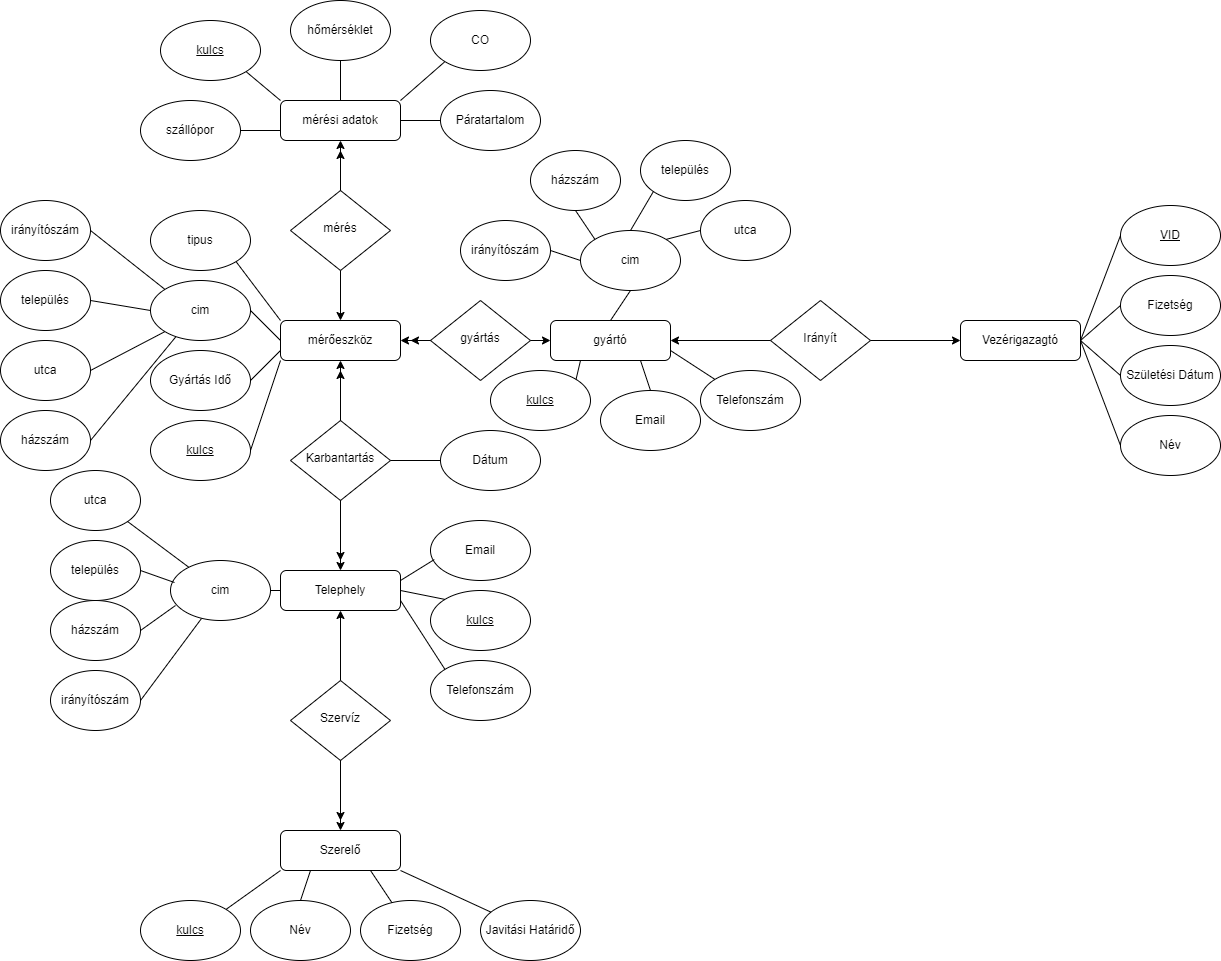 hőmérséklet
CO
kulcs
mérési adatok
Páratartalom
szállópor
település
házszám
irányítószám
tipus
mérés
utca
VID
irányítószám
cim
település
cim
Fizetség
mérőeszköz
gyártás
gyártó
Irányít
Vezérigazagtó
utca
Gyártás Idő
Születési Dátum
kulcs
Email
Telefonszám
házszám
kulcs
Név
Karbantartás
Dátum
utca
Email
település
cim
Telephely
kulcs
házszám
irányítószám
Telefonszám
Szervíz
Szerelő
kulcs
Név
Fizetség
Javitási Határidő